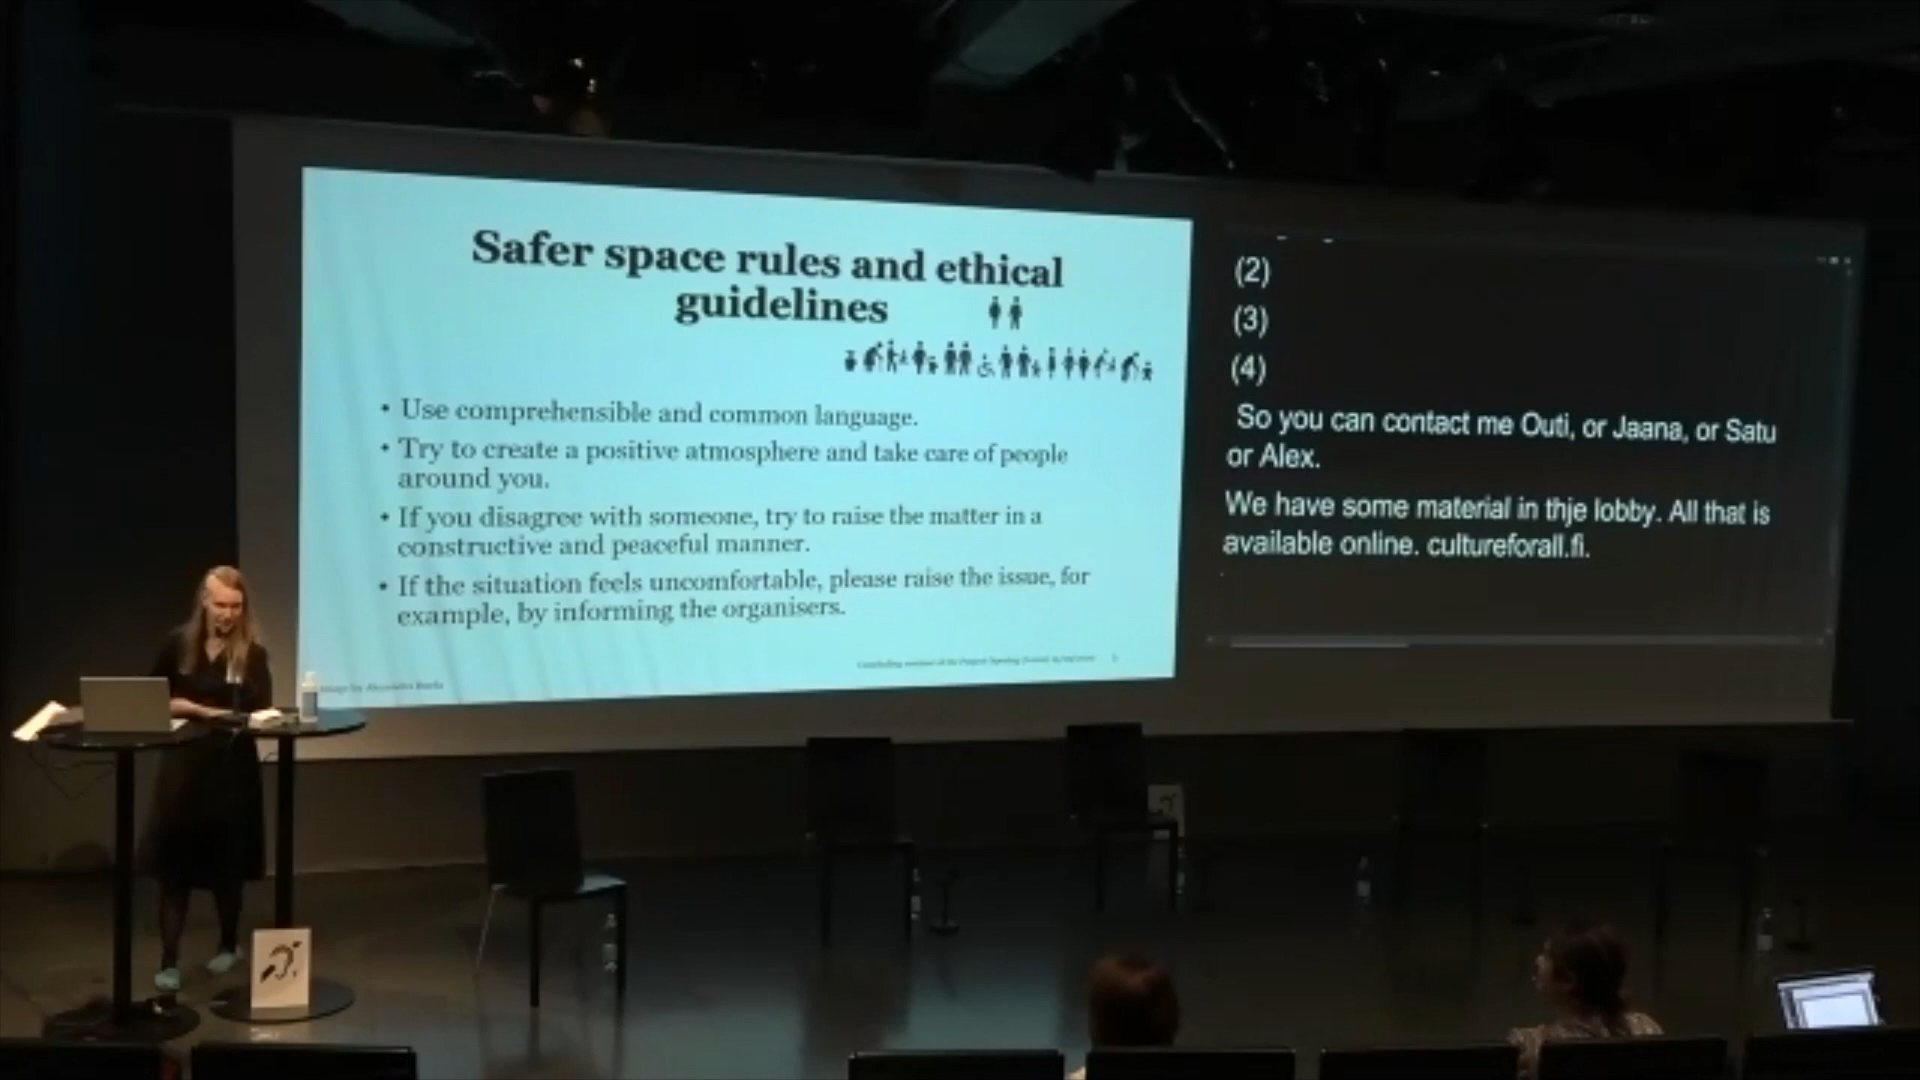 Safer space rules and ethical
guidelines
• Use comprehensible and common language.
• Try to create a positive atmosphere and take care of people
around you.
• If you disagree with someone, try to raise the matter in a
constructive and peaceful manner.
• If the situation feels uncomfortable, please raise the issue, for
example, by informing the organisers.
(2)
(3)
(4)
So you can contact me Outi, or Jaana, or Satu
or Alex.
We have some material in thje lobby. All that is
available online. cultureforall.fi.